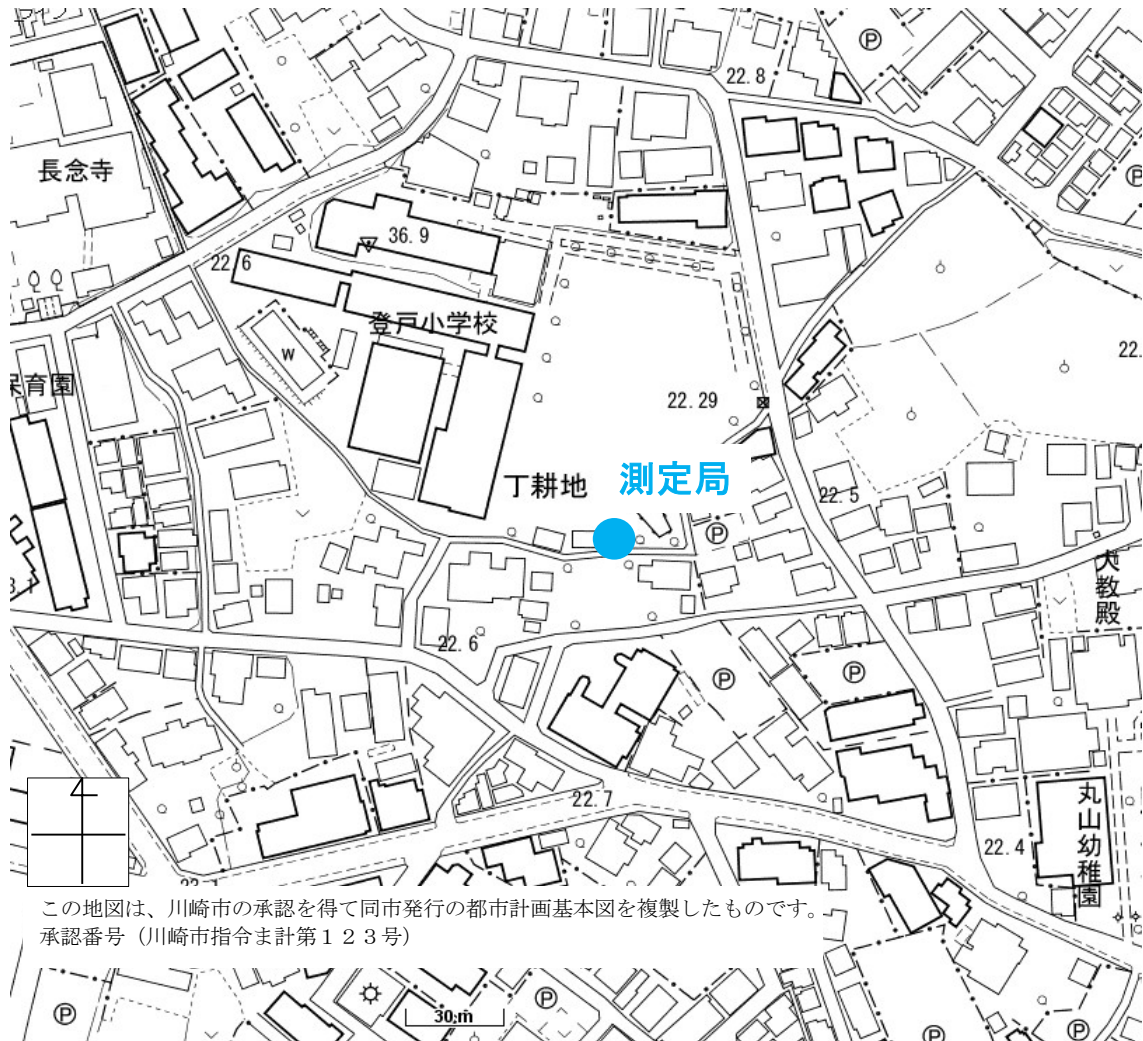 22.8
Ⓟ
長念寺
Ⓟ
36.9
22.6
登戸小学校
W
保育園
22.29
測定局
丁耕地
Ⓟ
22.5
22.6
Ⓟ
Ⓟ
大教殿
22.7
22.4
丸山幼稚園
この地図は、川崎市の承認を得て同市発行の都市計画基本図を複製したものです。
承認番号(川崎市指令ま計第123号)
Ⓟ
Ⓟ
30m
Ⓟ
Ⓟ